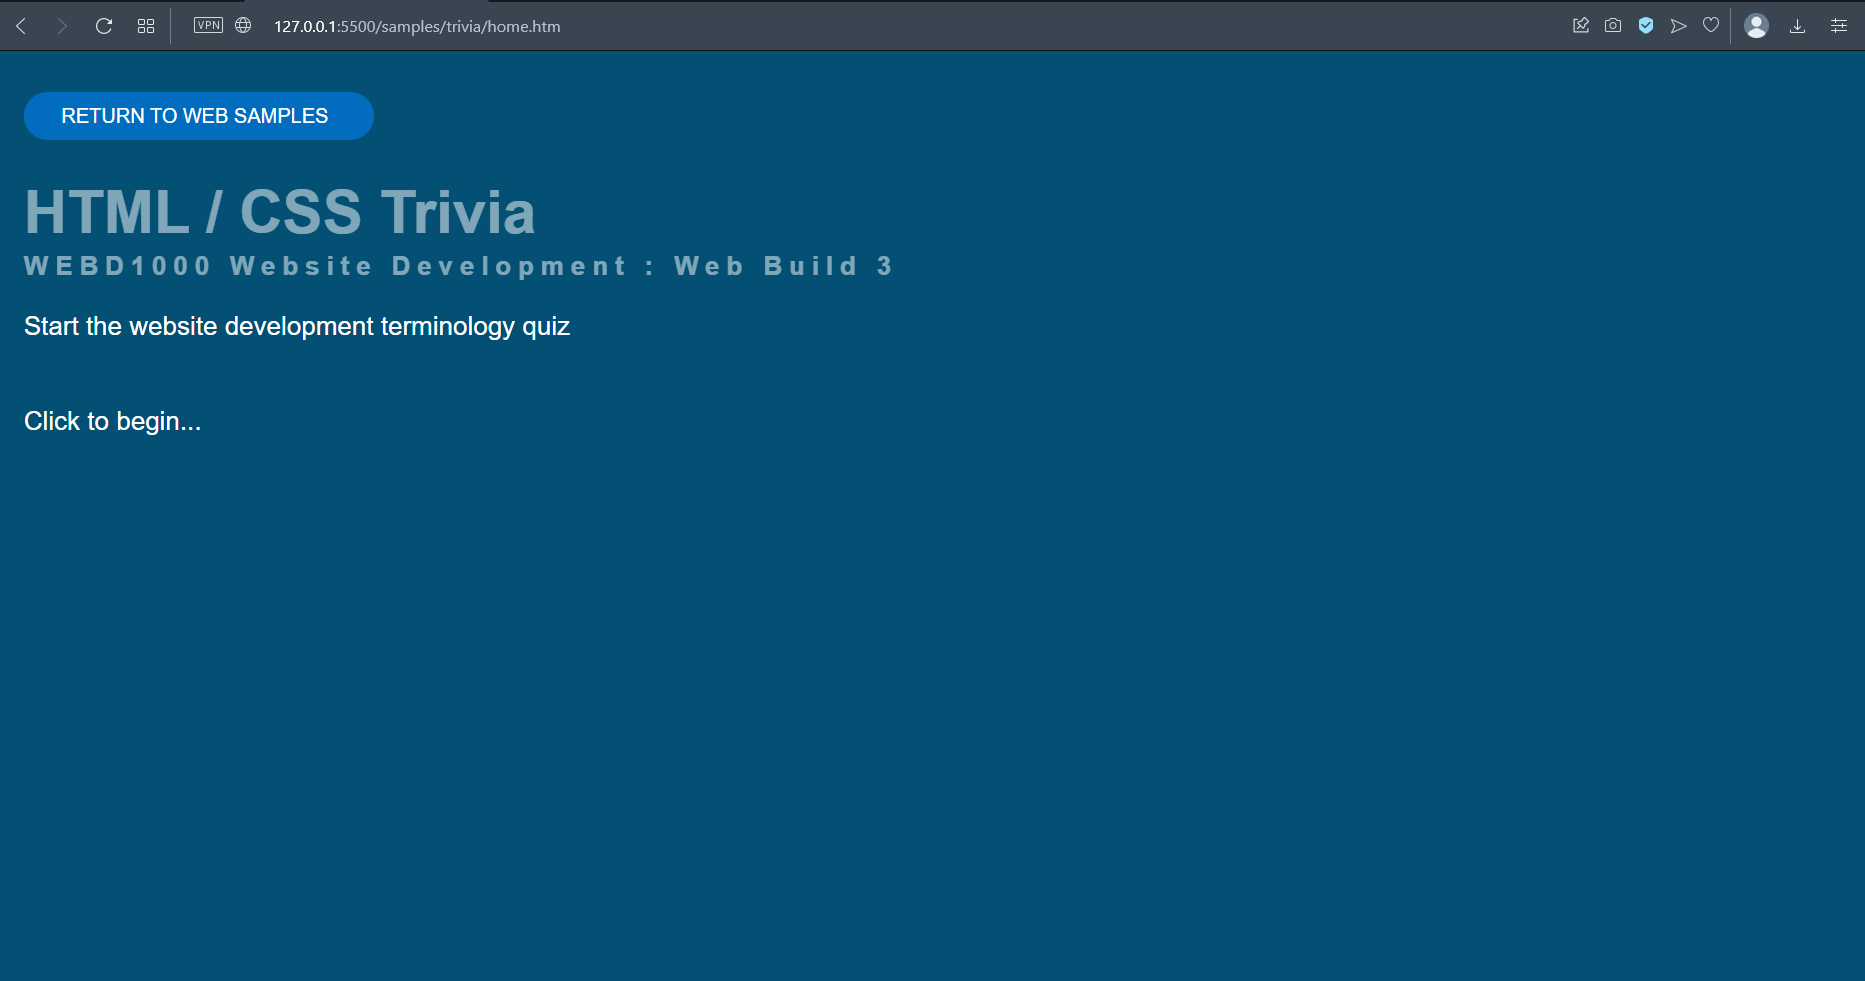 VPN
127.0.0.1:5500/samples/trivia/home.htm
RETURN TO WEB SAMPLES
HTML / CSS Trivia
WEBD1000 Website Development : Web Build 3
Start the website development terminology quiz
Click to begin...